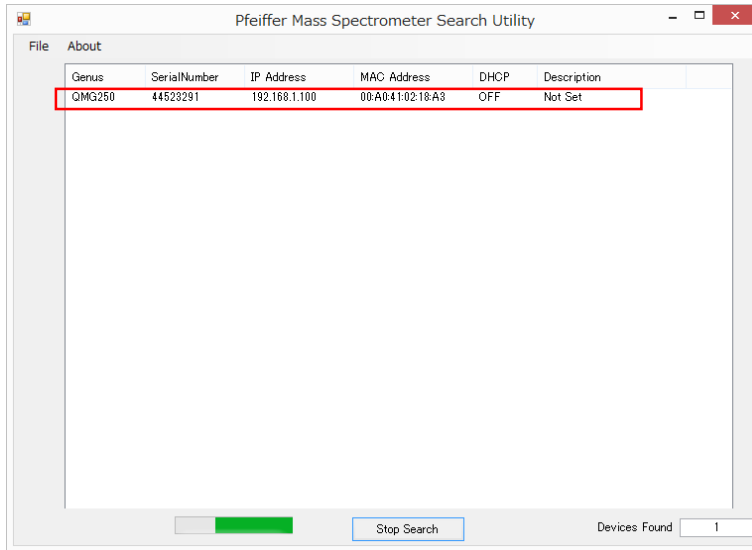 Pfeiffer Mass Spectrometer Search Utility
File About
Genus SerialNumber IP Address MAC Address DHCP Description
QMG250 44523291 192.168.1.100 00:A0:41:02:18:A3 OFF Not Set
Stop Search Devices Found 1